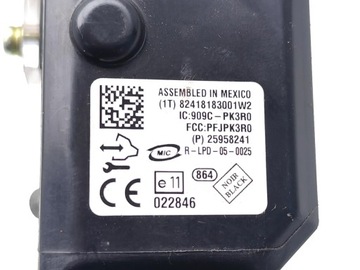 ASSEMBLED IN MEXICO
(1T) 82418183001W2
IC:909C-PK3R0
FCC:PFJPK3R0
(P) 25958241
MIC R-LPD-05-0025
CE e11 864 NOIR BLACK
022846